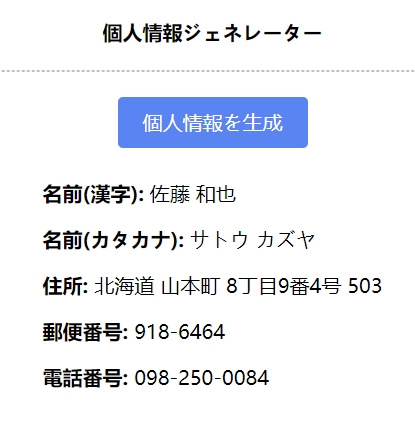 個人情報ジェネレーター
個人情報を生成
名前(漢字): 佐藤 和也
名前(カタカナ): サトウ カズヤ
住所: 北海道 山本町 8丁目9番4号 503
郵便番号: 918-6464
電話番号: 098-250-0084